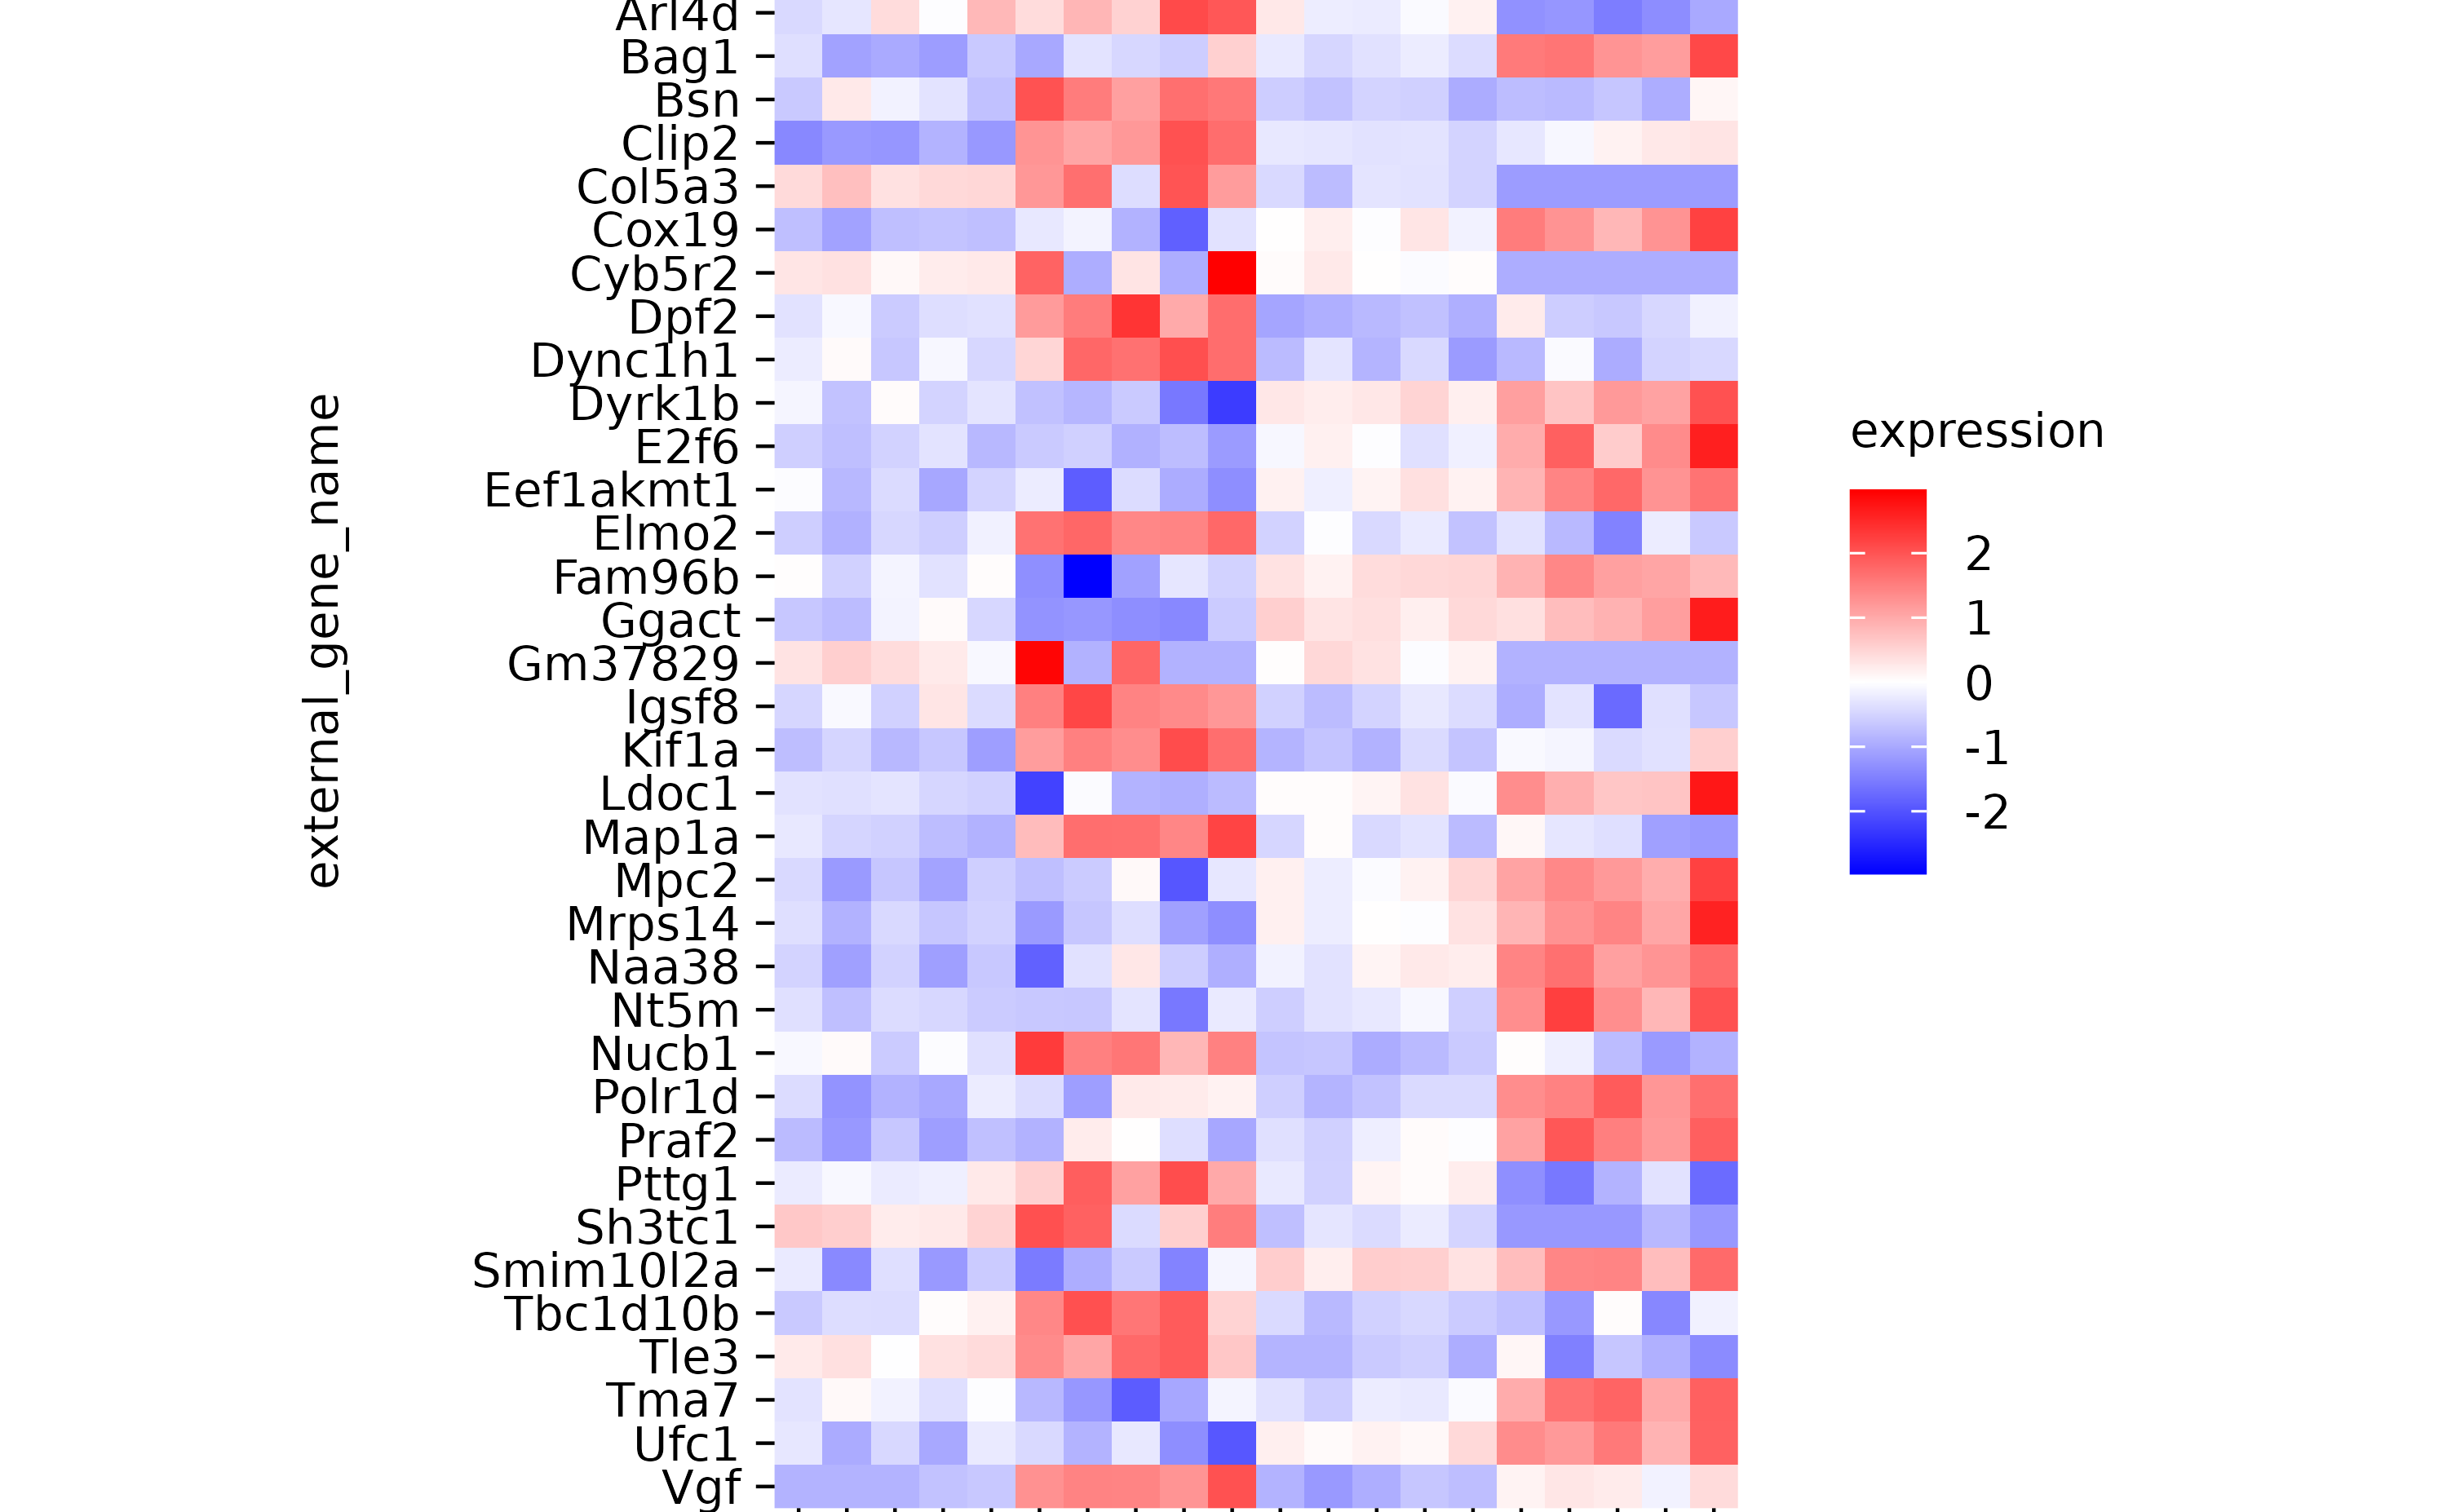 Arl4d
Bag1
Bsn
Clip2
Col5a3
Cox19
Cyb5r2
Dpf2
Dync1h1
Dyrk1b
E2f6
Eef1akmt1
Elmo2
Fam96b
Ggact
Gm37829
Igsf8
Kif1a
Ldoc1
Map1a
Mpc2
Mrps14
Naa38
Nt5m
Nucb1
Polr1d
Praf2
Pttg1
Sh3tc1
Smim10l2a
Tbc1d10b
Tle3
Tma7
Ufc1
Vgf
external_gene_name
expression
2
1
0
-1
-2